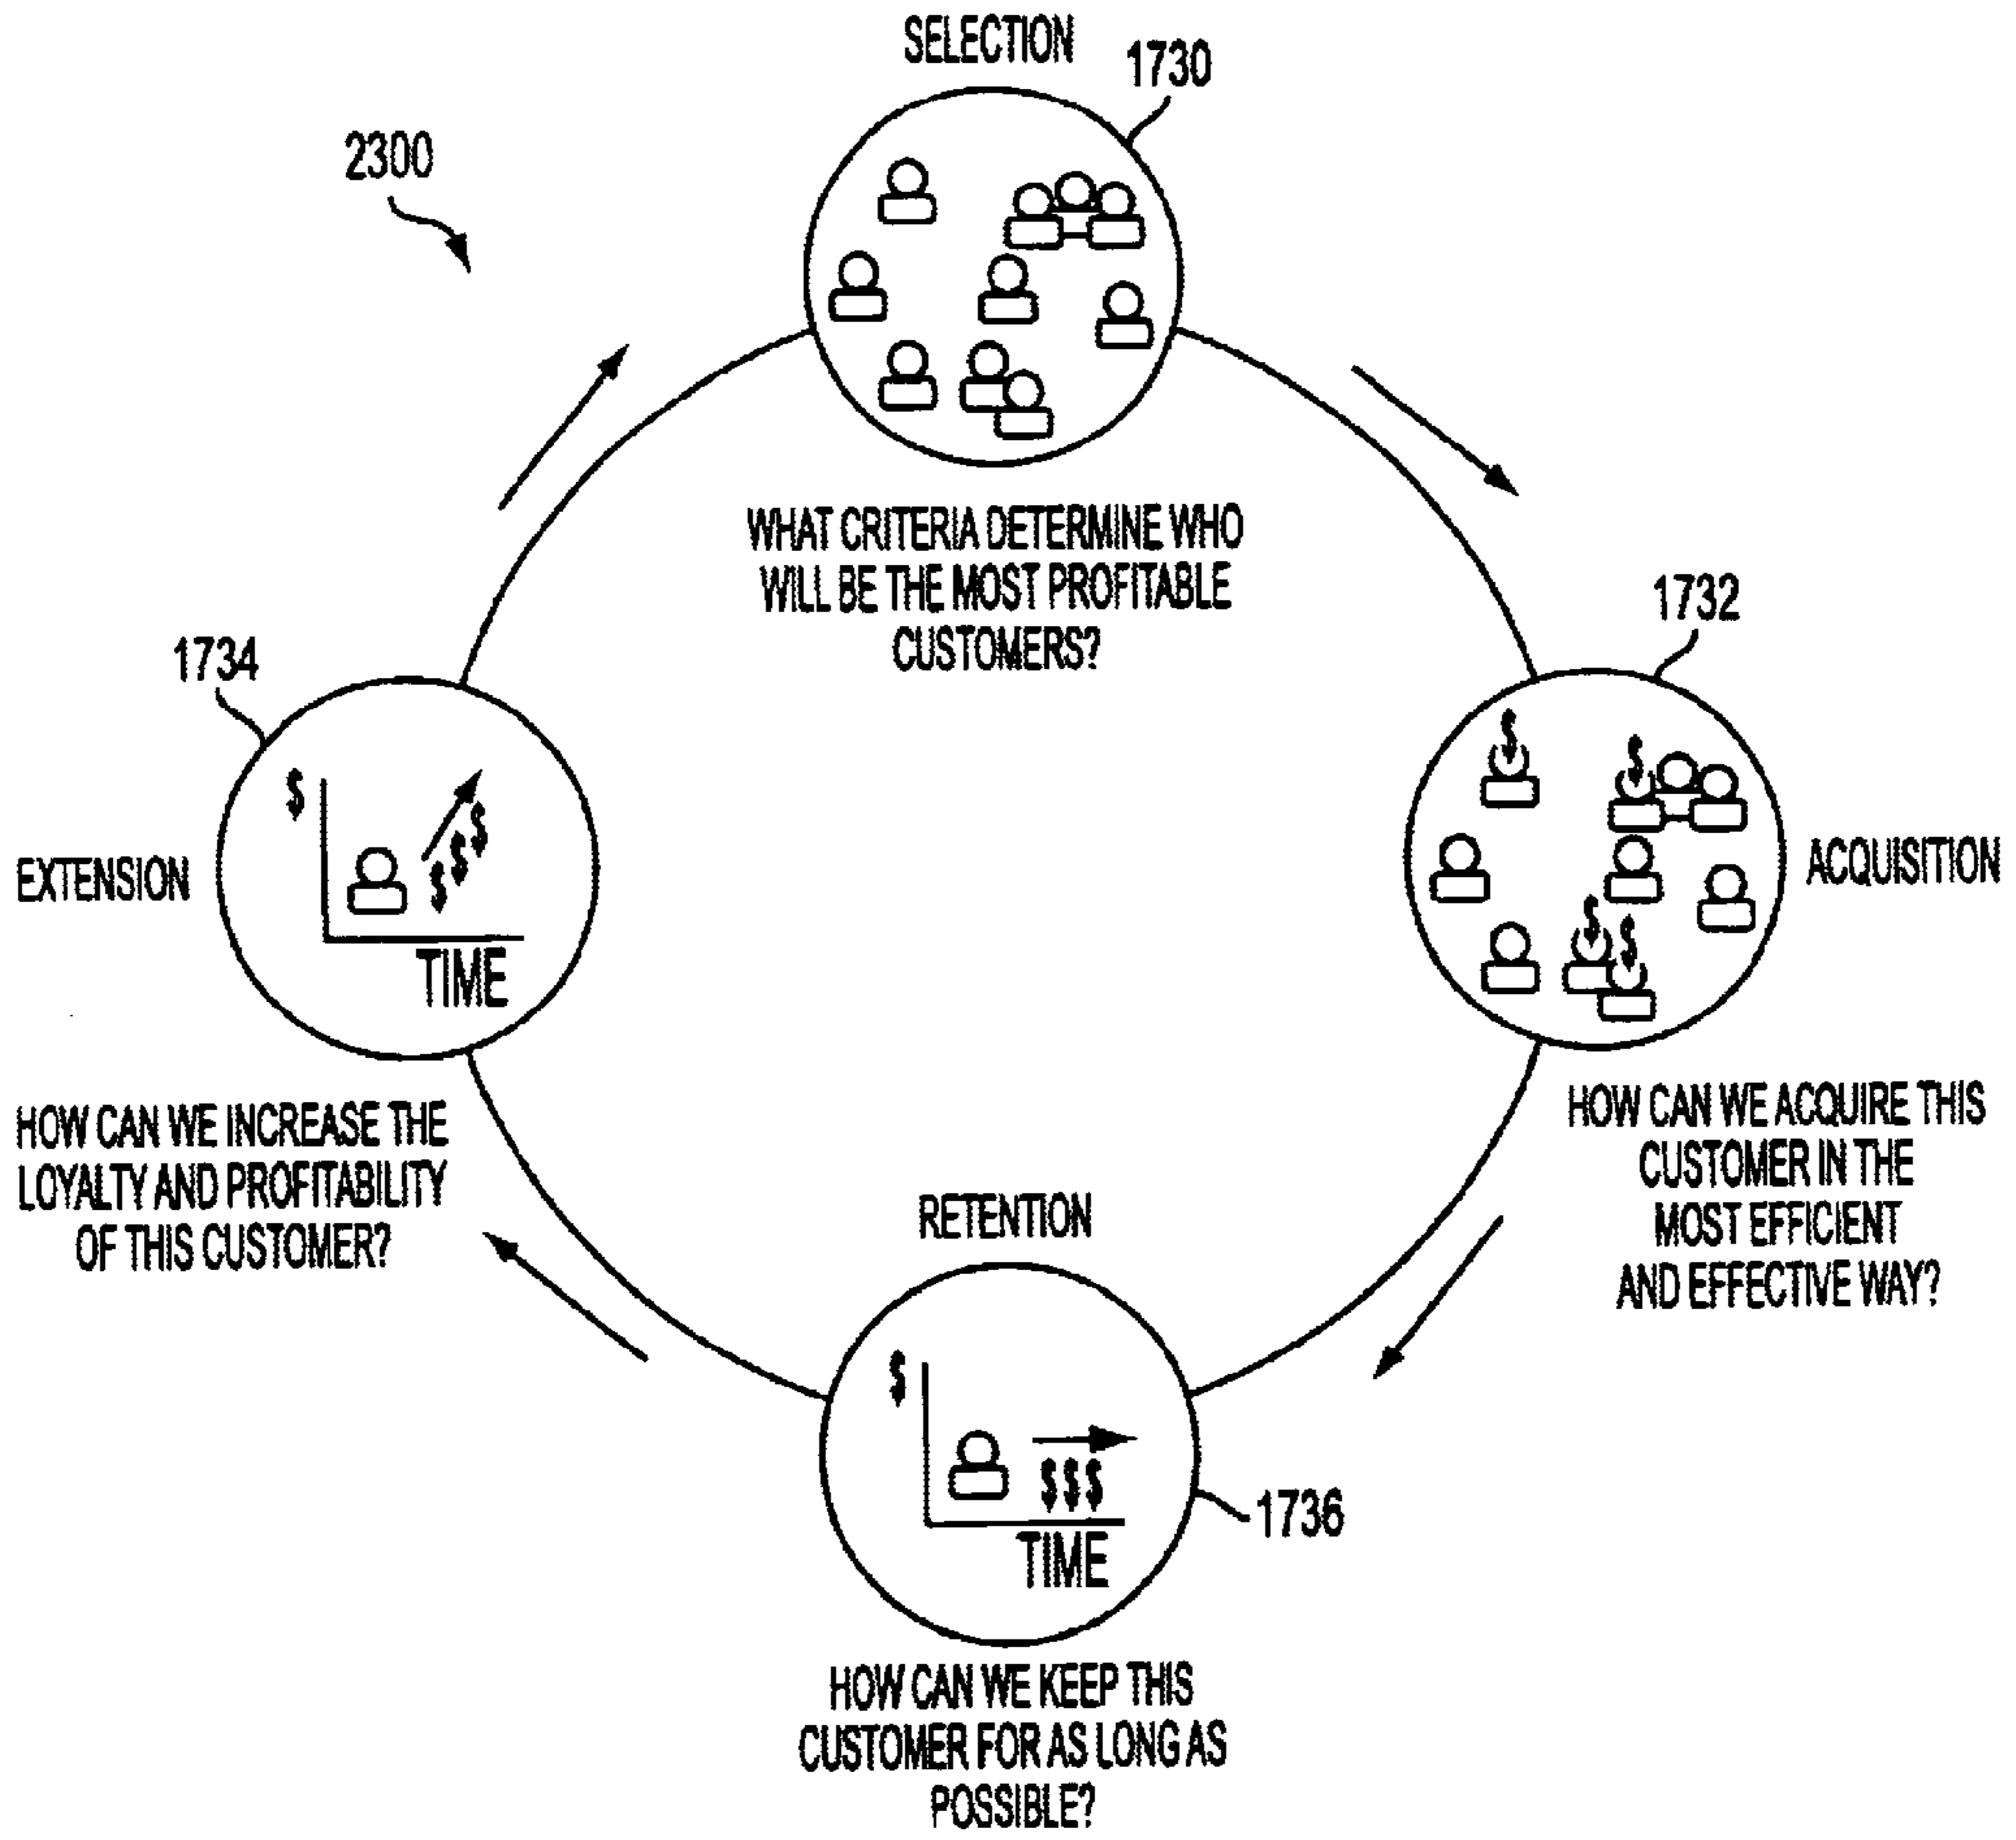 SELECTION
1730
2300
WHAT CRITERIA DETERMINE WHO
WILL BE THE MOST PROFITABLE
CUSTOMERS?
1732
1734
$
$
$
$
$
$
$
$
EXTENSION
TIME
ACQUISITION
HOW CAN WE INCREASE THE
LOYALTY AND PROFITABILITY
OF THIS CUSTOMER?
HOW CAN WE ACQUIRE THIS
CUSTOMER IN THE
MOST EFFICIENT
AND EFFECTIVE WAY?
RETENTION
$
$$$
TIME
1736
HOW CAN WE KEEP THIS
CUSTOMER FOR AS LONG AS
POSSIBLE?